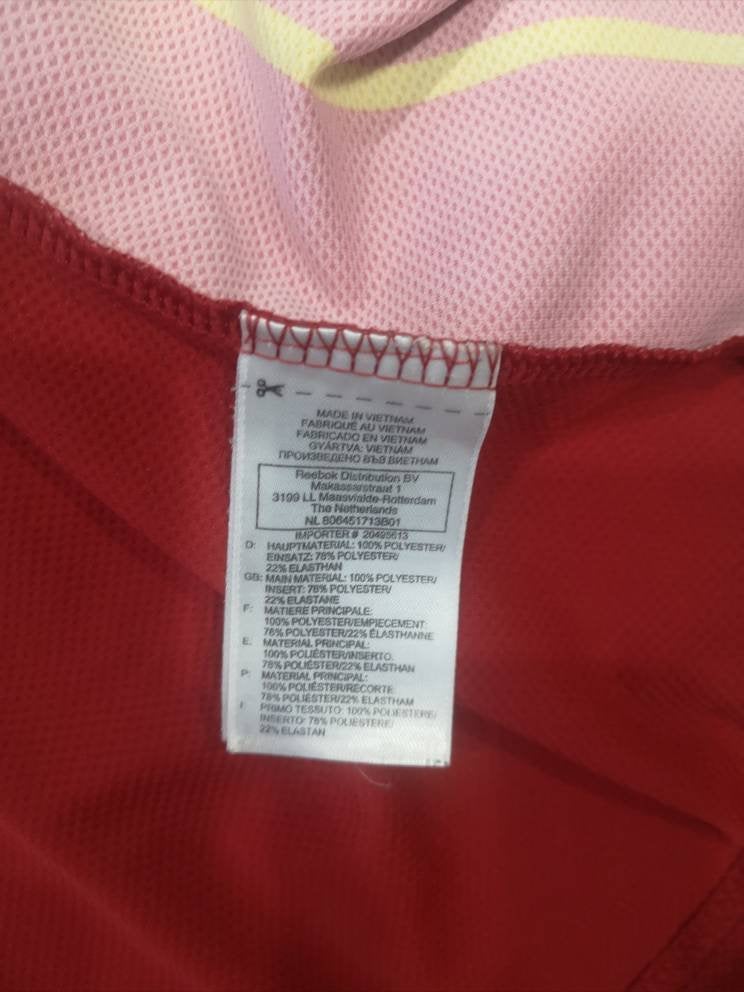 MADE IN VIETNAM
FABRIQUÉ AU VIETNAM
FABRICADO EN VIETNAM
GYÁRTVA: VIETNÁM
ПРОИЗВЕДЕНО ВЪВ ВИЕТНАМ
Reebok Distribution BV
Makassarstraat 1
3199 LL Maasvlakte-Rotterdam
The Netherlands
NL 806451713B01
IMPORTER # 20495613
D: HAUPTMATERIAL: 100% POLYESTER/
EINSATZ: 78% POLYESTER/
22% ELASTHAN
GB: MAIN MATERIAL: 100% POLYESTER/
INSERT: 78% POLYESTER/
22% ELASTANE
F: MATIERE PRINCIPALE:
100% POLYESTER/EMPIECEMENT:
78% POLYESTER/22% ÉLASTHANNE
E: MATERIAL PRINCIPAL:
100% POLIÉSTER/INSERTO:
78% POLIÉSTER/22% ELASTHAN
P: MATERIAL PRINCIPAL:
100% POLIÉSTER/RECORTE:
78% POLIÉSTER/22% ELASTHAM
I: PRIMO TESSUTO: 100% POLIESTERE/
INSERTO: 78% POLIESTERE/
22% ELASTAN